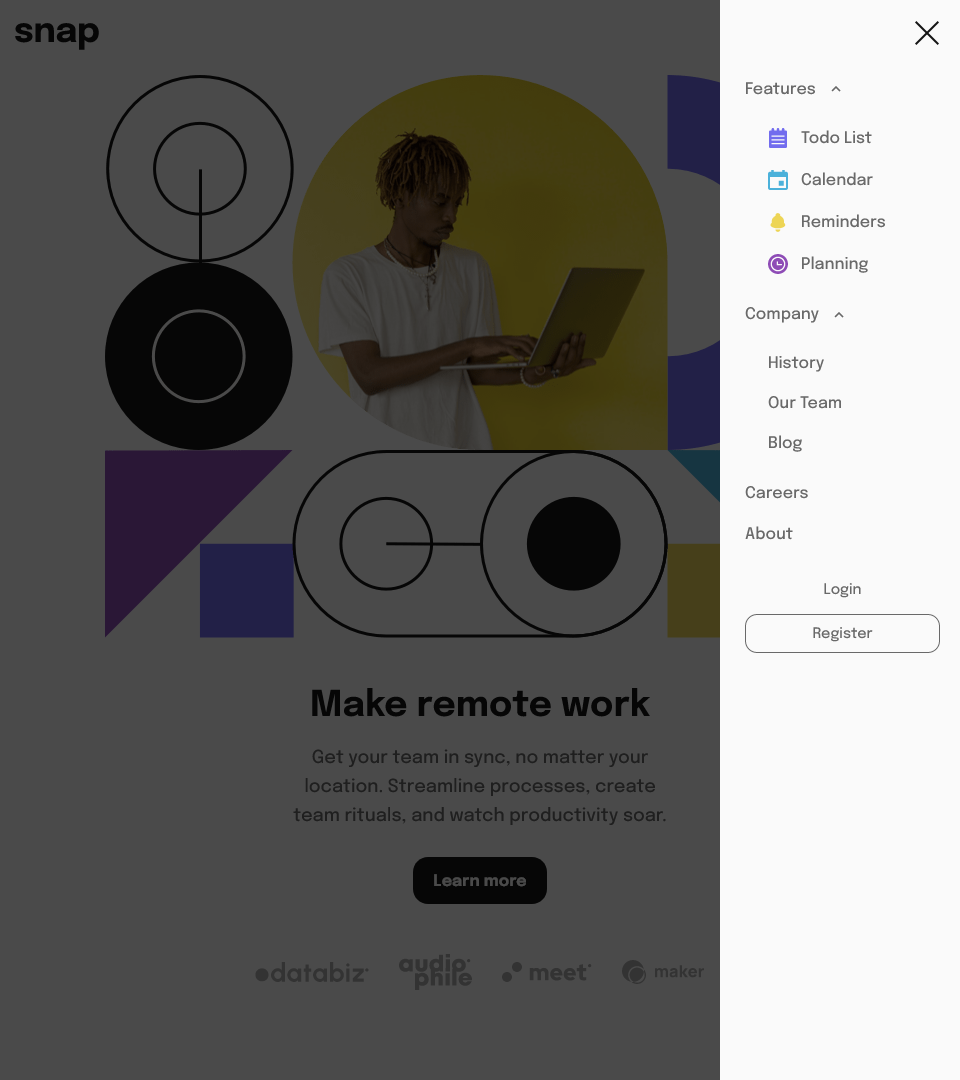 snap
Features
Todo List
Calendar
Reminders
Planning
Company
History
Our Team
Blog
Careers
About
Login
Register
Make remote work
Get your team in sync, no matter your
location. Streamline processes, create
team rituals, and watch productivity soar.
Learn more
databiz
audio
phile
meet
maker